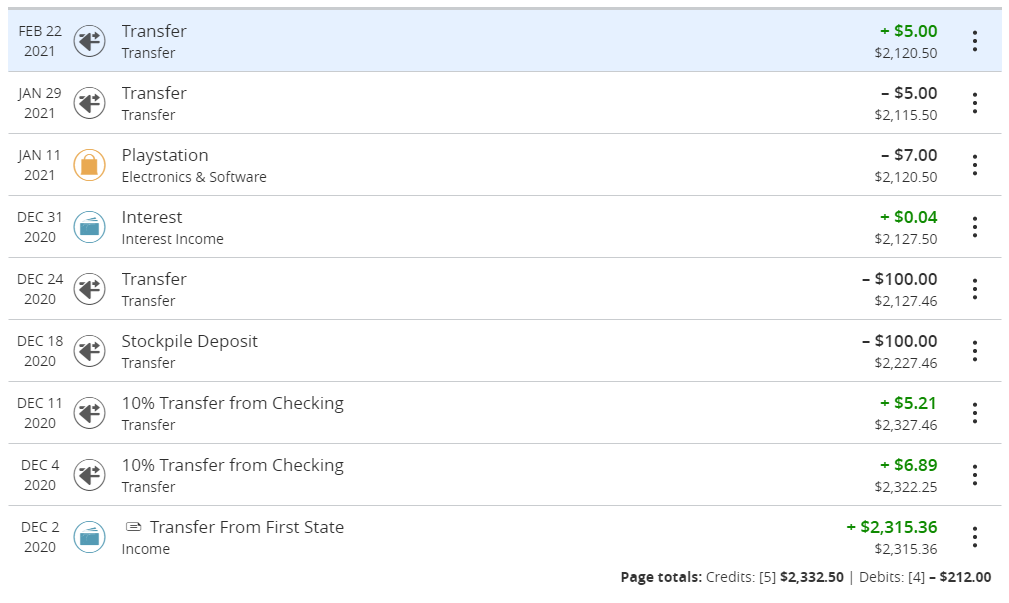 FEB 22
2021
Transfer
Transfer
+ $5.00
$2,120.50
JAN 29
2021
Transfer
Transfer
– $5.00
$2,115.50
JAN 11
2021
Playstation
Electronics & Software
– $7.00
$2,120.50
DEC 31
2020
Interest
Interest Income
+ $0.04
$2,127.50
DEC 24
2020
Transfer
Transfer
– $100.00
$2,127.46
DEC 18
2020
Stockpile Deposit
Transfer
– $100.00
$2,227.46
DEC 11
2020
10% Transfer from Checking
Transfer
+ $5.21
$2,327.46
DEC 4
2020
10% Transfer from Checking
Transfer
+ $6.89
$2,322.25
DEC 2
2020
Transfer From First State
Income
+ $2,315.36
$2,315.36
Page totals: Credits: [5] $2,332.50 | Debits: [4] – $212.00